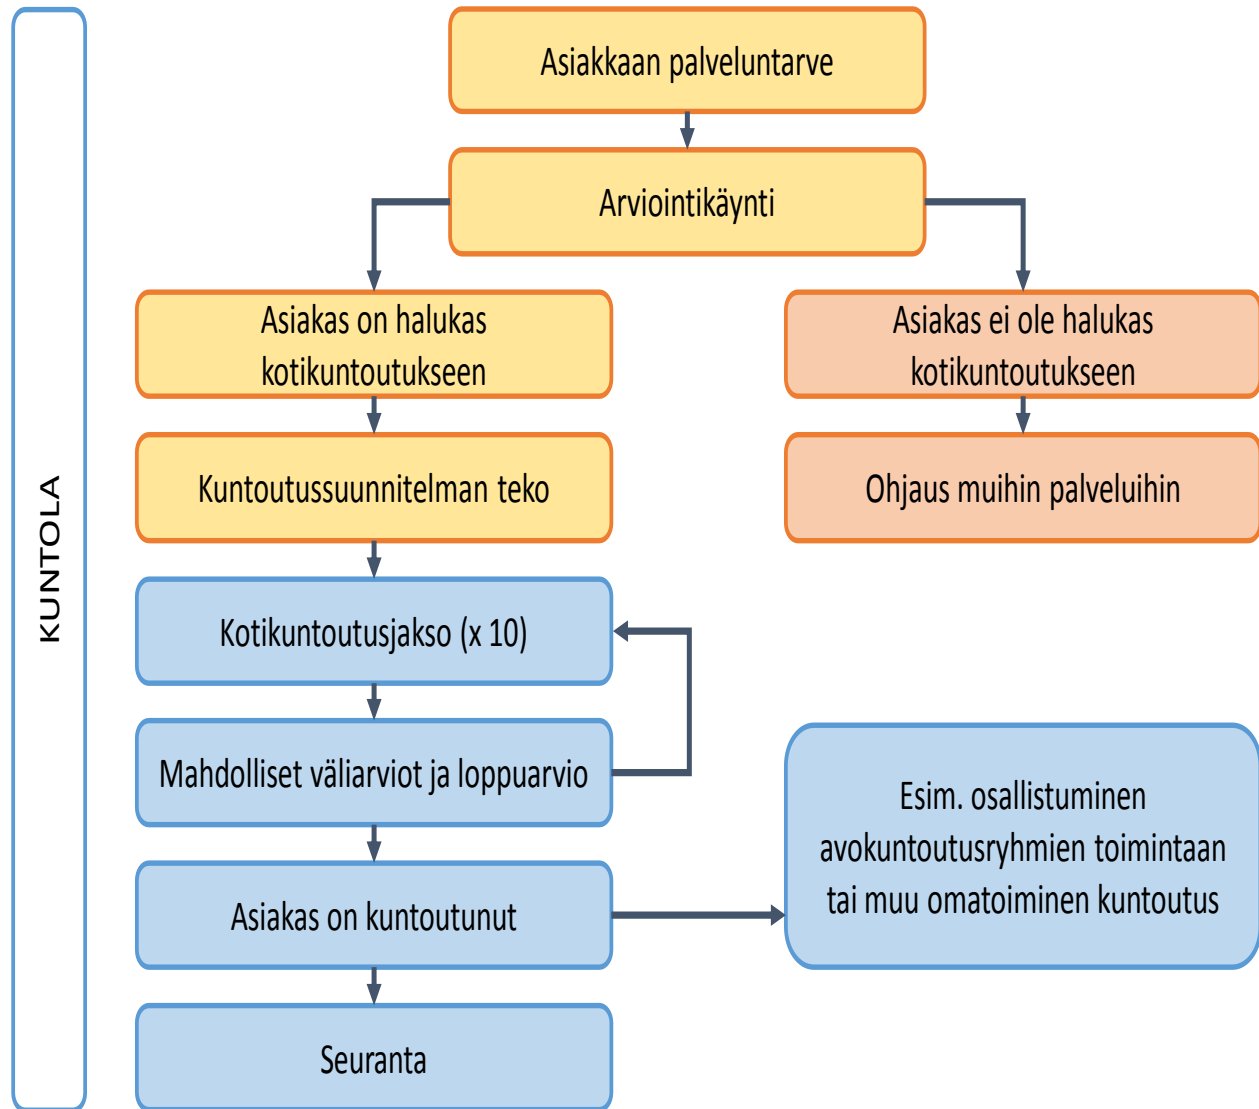 KUNTOLA
Asiakkaan palveluntarve
Arviointikäynti
Asiakas on halukas
kotikuntoutukseen
Asiakas ei ole halukas
kotikuntoutukseen
Kuntoutussuunnitelman teko
Ohjaus muihin palveluihin
Kotikuntoutusjakso (x 10)
Mahdolliset väliarviot ja loppuarvio
Asiakas on kuntoutunut
Esim. osallistuminen
avokuntoutusryhmien toimintaan
tai muu omatoiminen kuntoutus
Seuranta